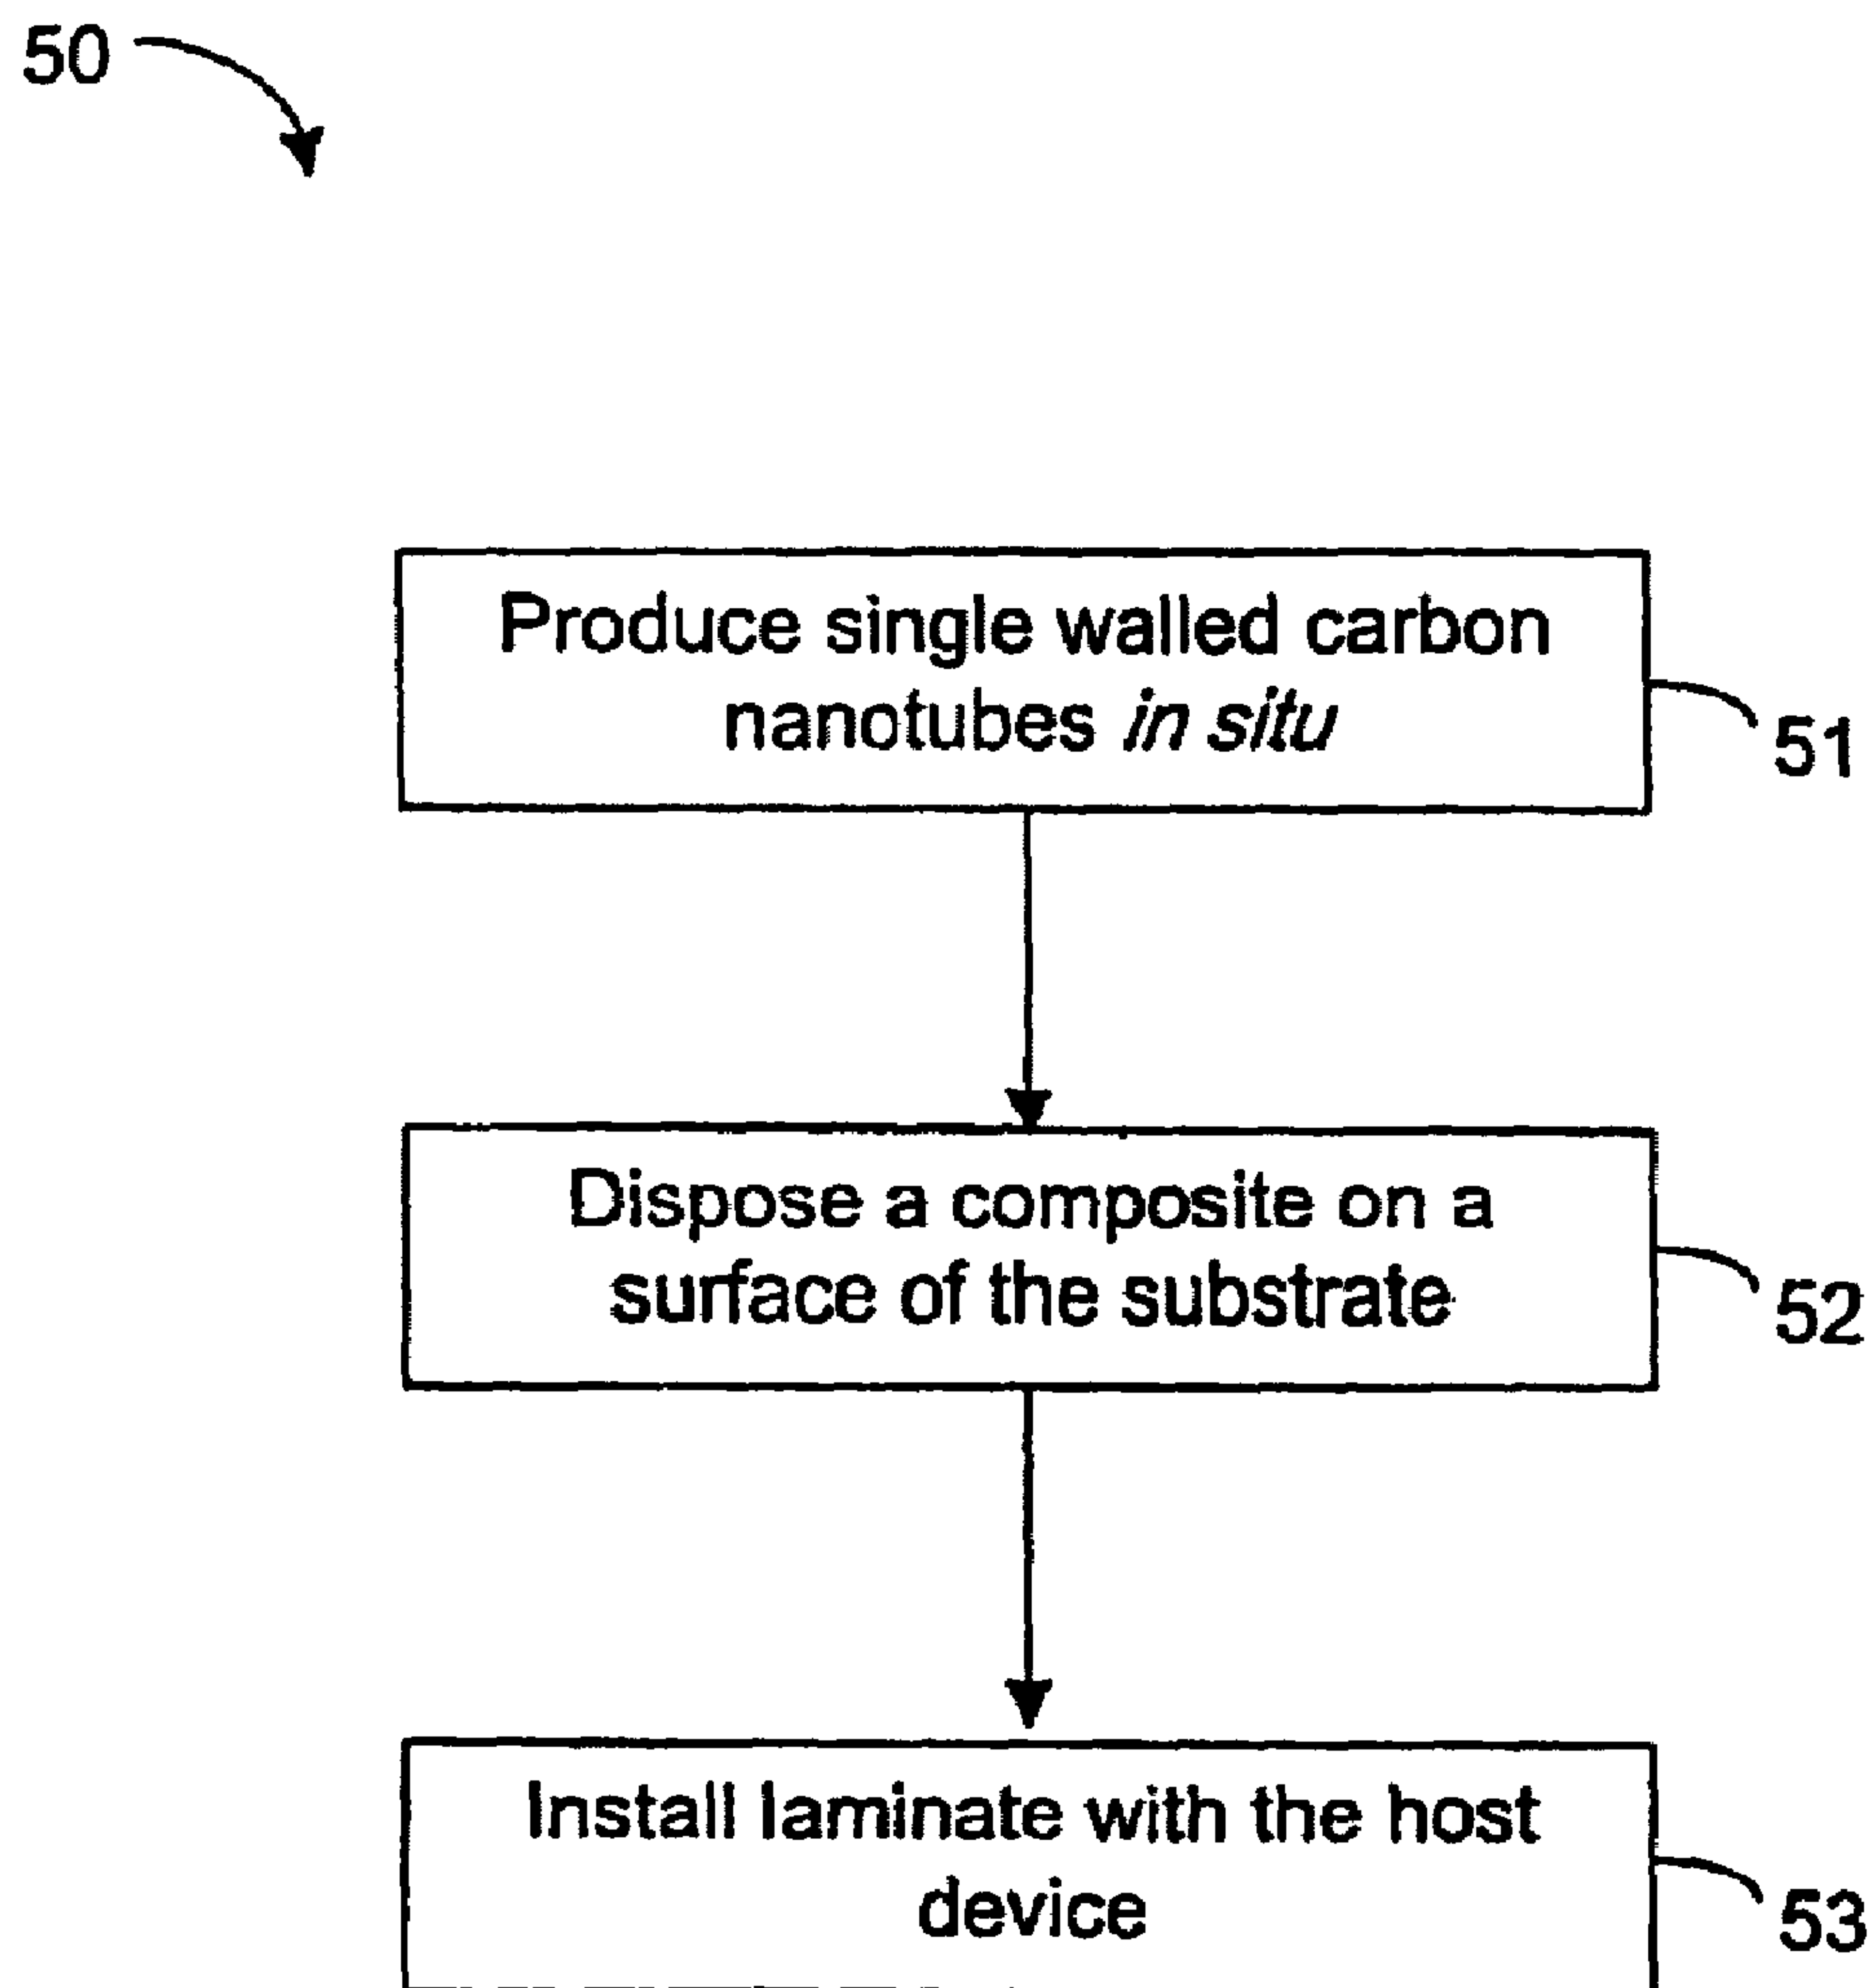 50
Produce single walled carbon
nanotubes in situ
51
Dispose a composite on a
surface of the substrate
52
Install laminate with the host
device
53